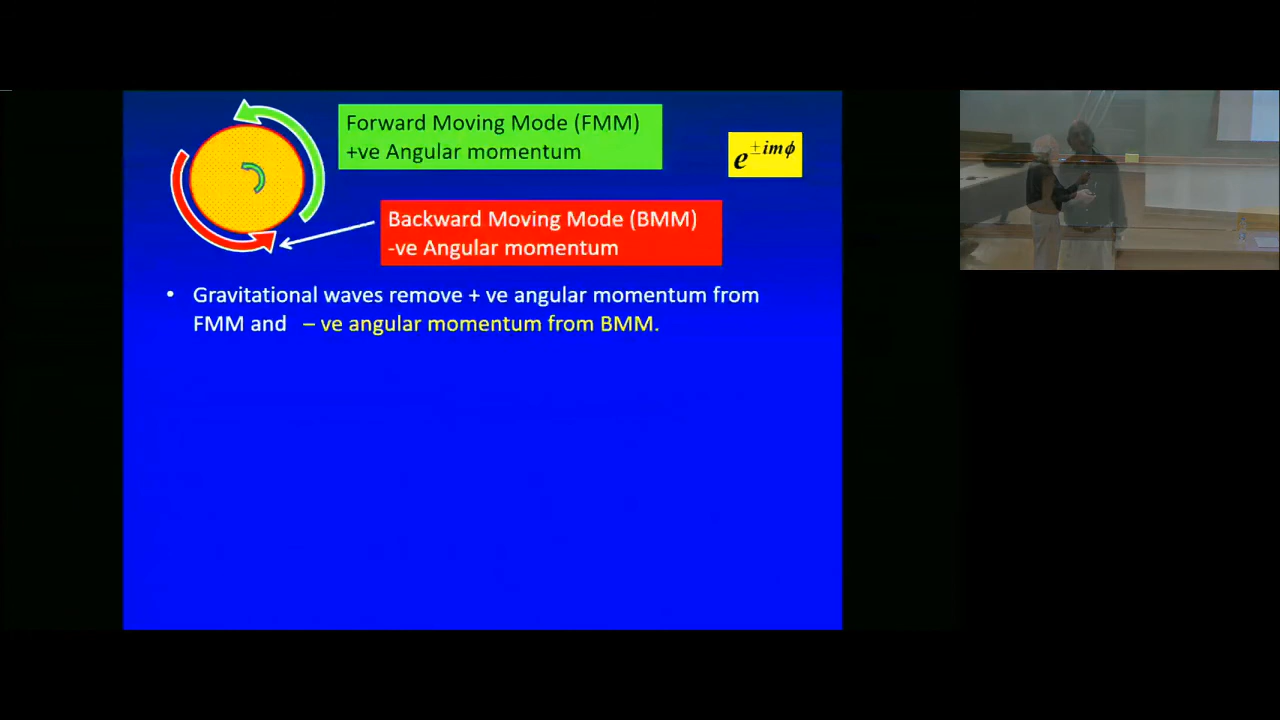 Forward Moving Mode (FMM)
+ve Angular momentum
e^{±imϕ}
Backward Moving Mode (BMM)
-ve Angular momentum
• Gravitational waves remove + ve angular momentum from
FMM and – ve angular momentum from BMM.